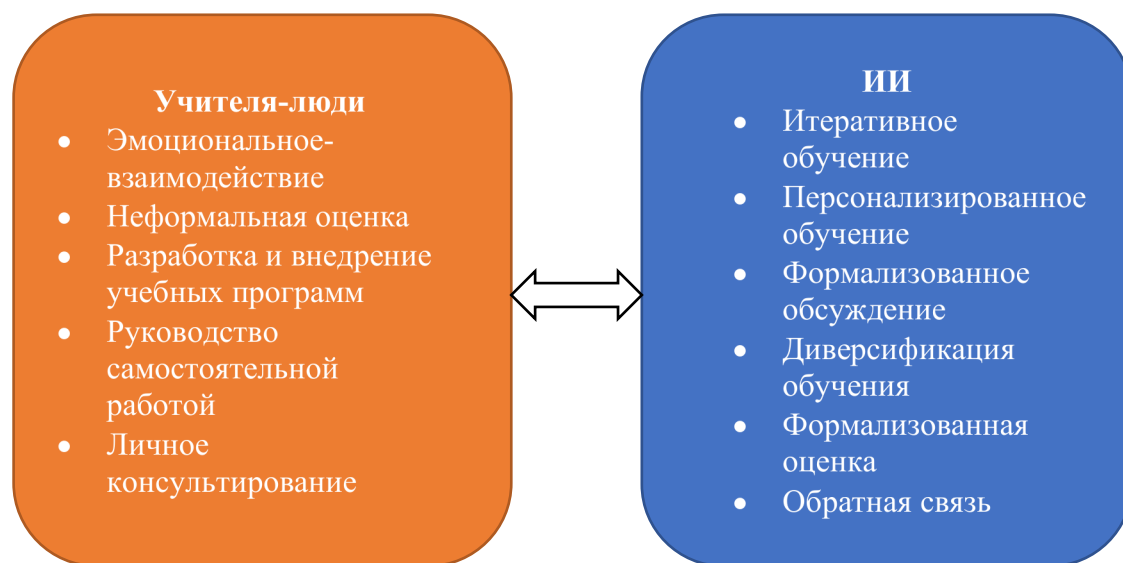 Учителя-люди
• Эмоциональное-
взаимодействие
• Неформальная оценка
• Разработка и внедрение
учебных программ
• Руководство
самостоятельной
работой
• Личное
консультирование
ИИ
• Итеративное
обучение
• Персонализированное
обучение
• Формализованное
обсуждение
• Диверсификация
обучения
• Формализованная
оценка
• Обратная связь